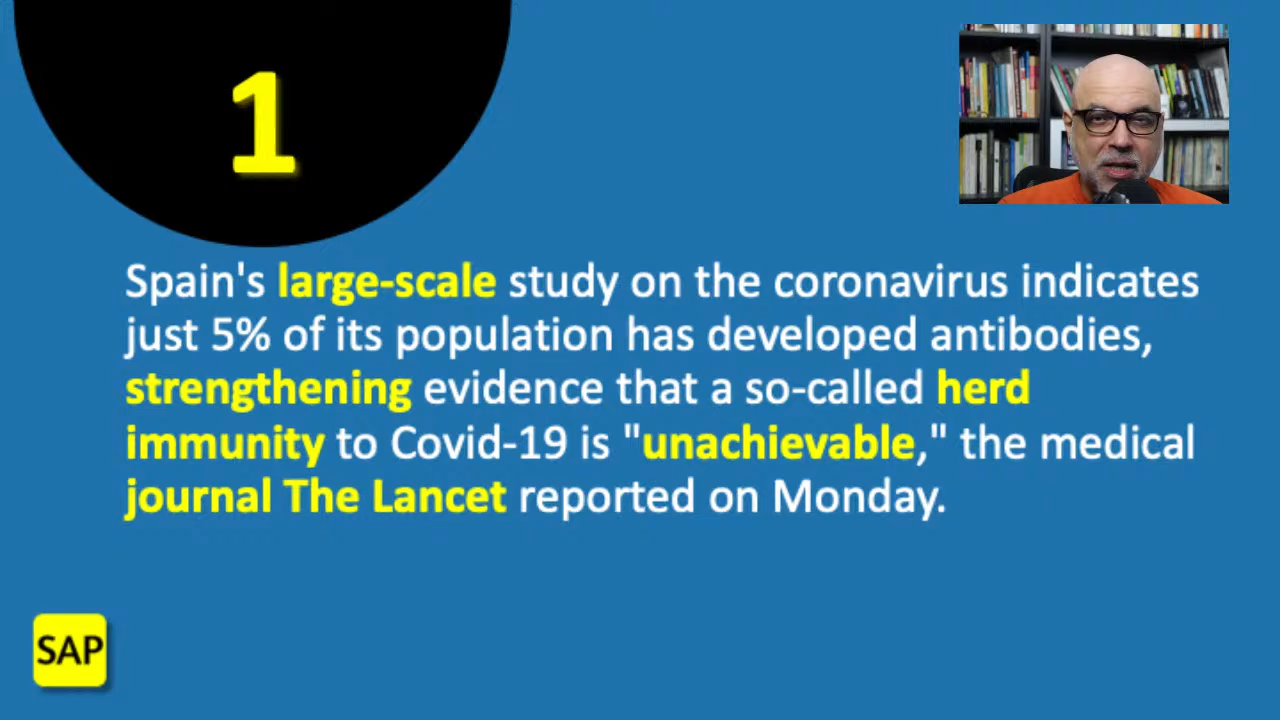 1
Spain's large-scale study on the coronavirus indicates
just 5% of its population has developed antibodies,
strengthening evidence that a so-called herd
immunity to Covid-19 is "unachievable," the medical
journal The Lancet reported on Monday.
SAP